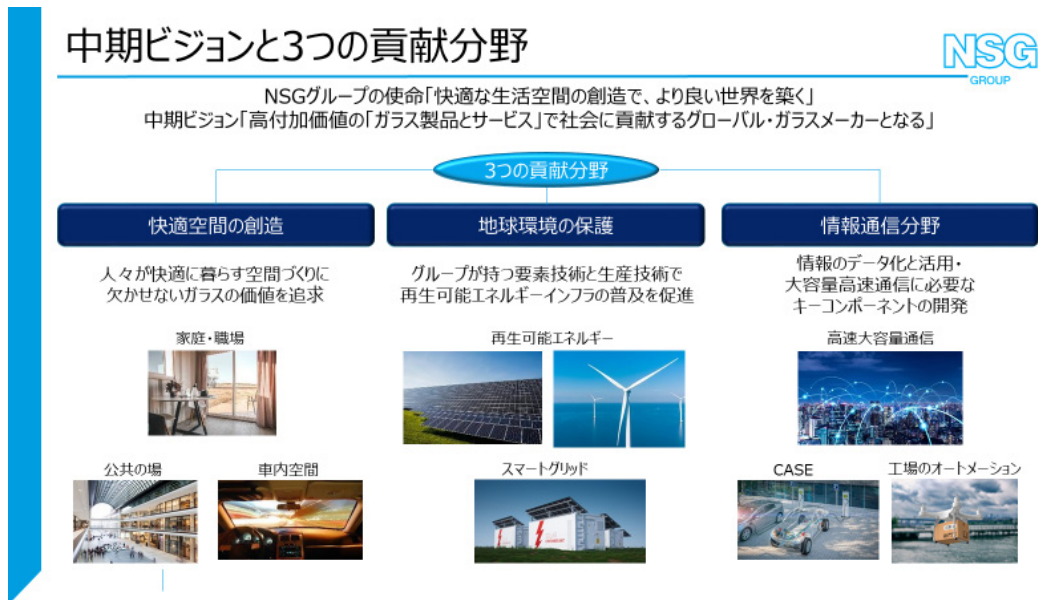 中期ビジョンと3つの貢献分野
NSG
GROUP
NSGグループの使命「快適な生活空間の創造で、より良い世界を築く」
中期ビジョン「高付加価値の「ガラス製品とサービス」で社会に貢献するグローバル・ガラスメーカーとなる」
3つの貢献分野
快適空間の創造
人々が快適に暮らす空間づくりに
欠かせないガラスの価値を追求
家庭・職場
公共の場
車内空間
地球環境の保護
グループが持つ要素技術と生産技術で
再生可能エネルギーインフラの普及を促進
再生可能エネルギー
スマートグリッド
情報通信分野
情報のデータ化と活用・
大容量高速通信に必要な
キーコンポーネントの開発
高速大容量通信
CASE
工場のオートメーション